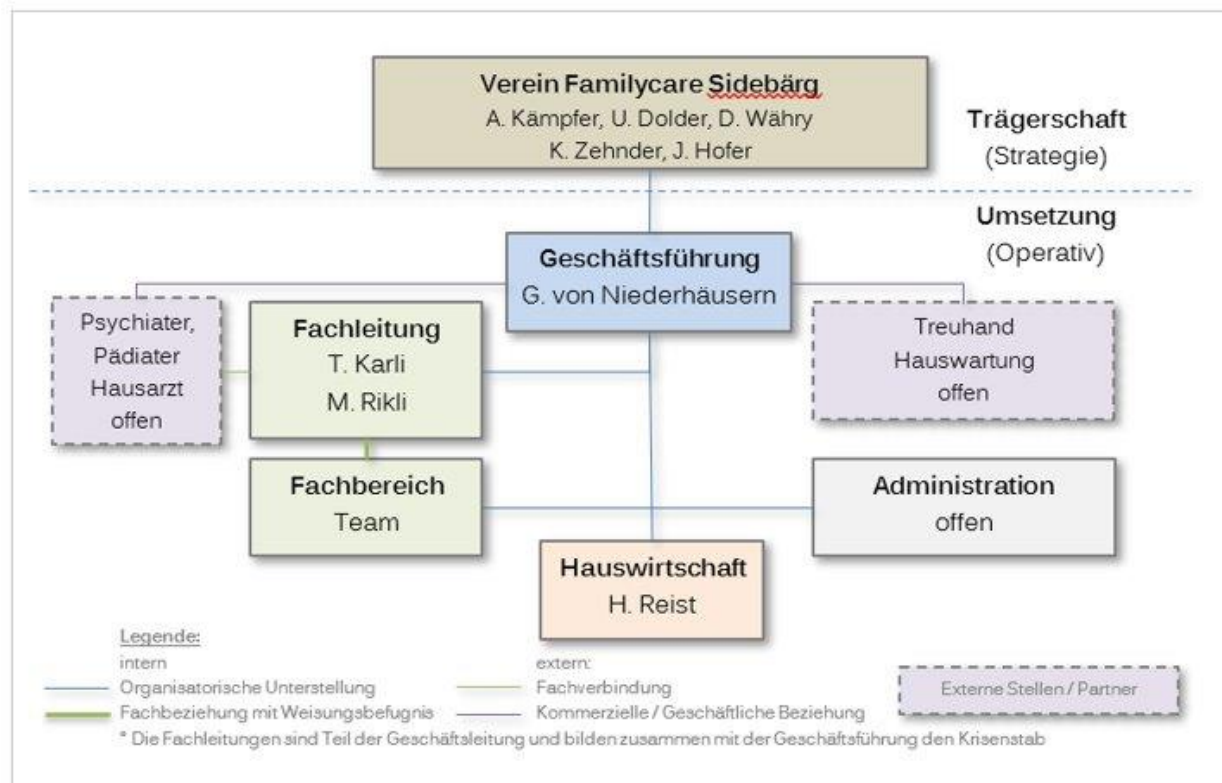 Verein Familycare Sidebärg
A. Kämpfer, U. Dolder, D. Währy
K. Zehnder, J. Hofer
Trägerschaft
(Strategie)
Umsetzung
(Operativ)
Geschäftsführung
G. von Niederhäusern
Psychiater,
Pädiater
Hausarzt
offen
Fachleitung
T. Karli
M. Rikli
Treuhand
Hauswartung
offen
Fachbereich
Team
Administration
offen
Hauswirtschaft
H. Reist
Legende:
intern
Organisatorische Unterstellung
Fachbeziehung mit Weisungsbefugnis
extern:
Fachverbindung
Kommerzielle / Geschäftliche Beziehung
Externe Stellen / Partner
* Die Fachleitungen sind Teil der Geschäftsleitung und bilden zusammen mit der Geschäftsführung den Krisenstab